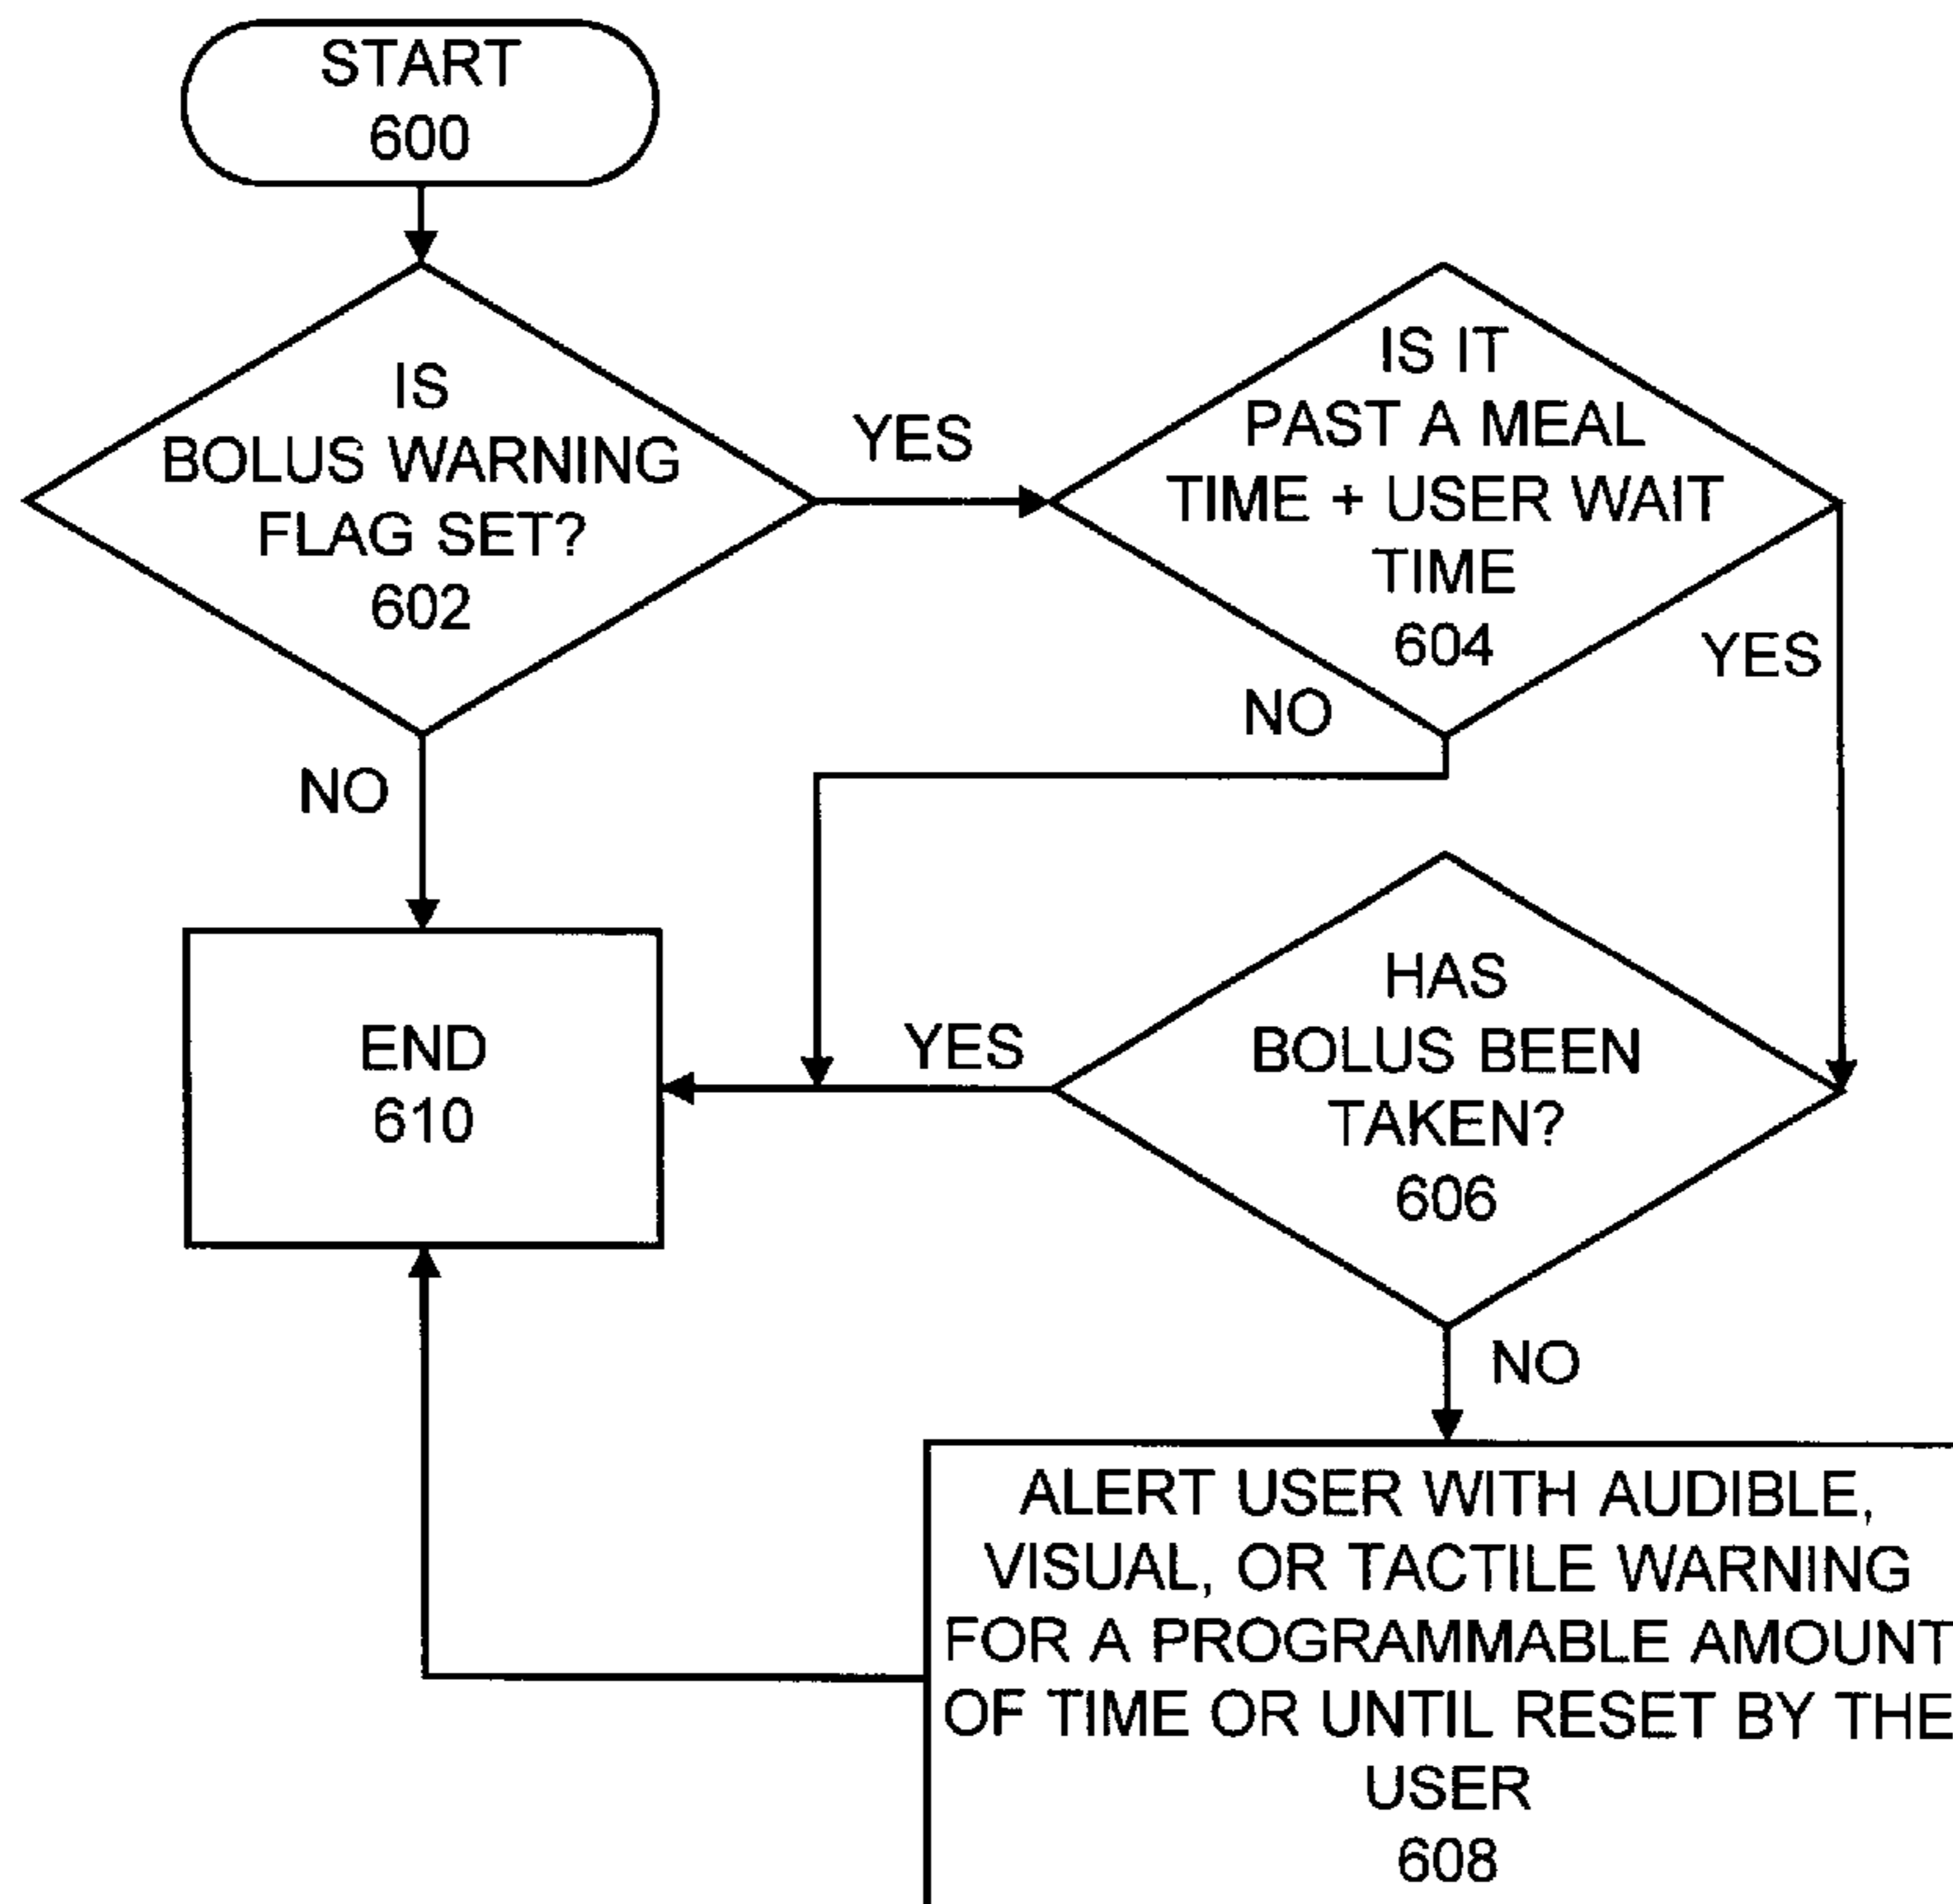 START
600
IS
BOLUS WARNING
FLAG SET?
602
YES
IS IT
PAST A MEAL
TIME + USER WAIT
TIME
604
YES
NO
NO
END
610
YES
HAS
BOLUS BEEN
TAKEN?
606
NO
ALERT USER WITH AUDIBLE,
VISUAL, OR TACTILE WARNING
FOR A PROGRAMMABLE AMOUNT
OF TIME OR UNTIL RESET BY THE
USER
608